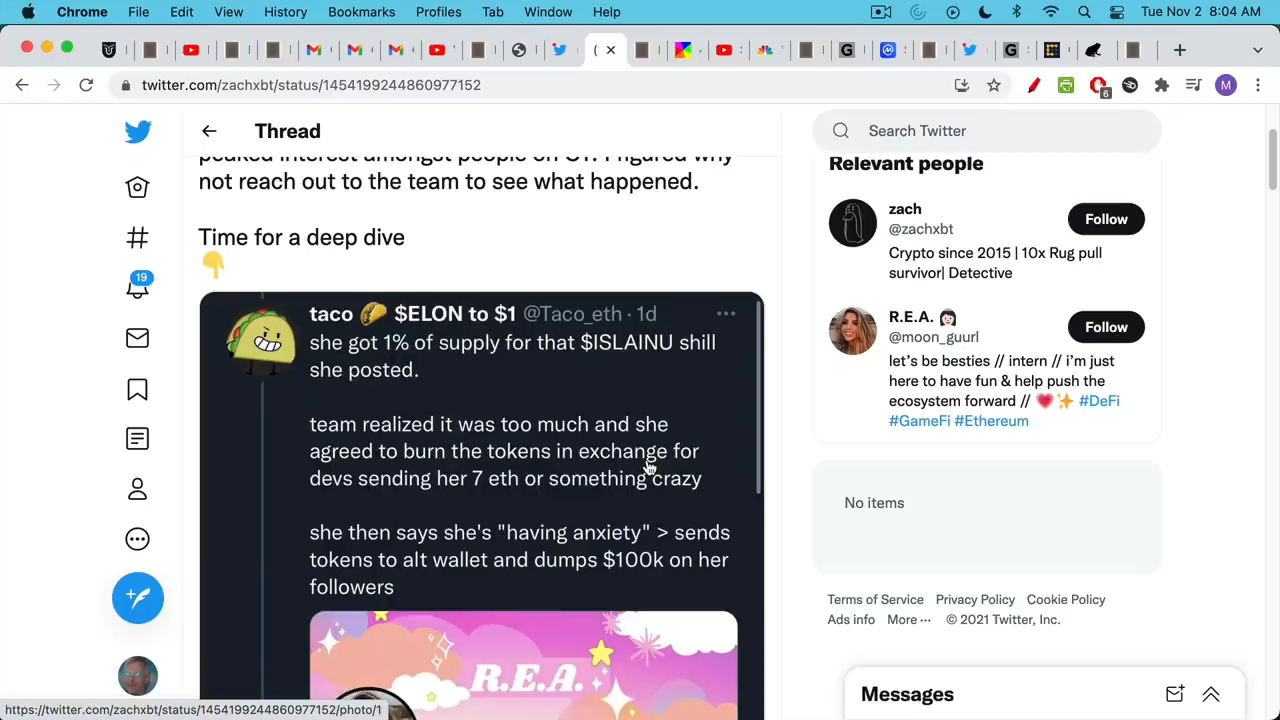 Chrome File Edit View History Bookmarks Profiles Tab Window Help Tue Nov 2 8:04 AM
twitter.com/zachxbt/status/1454199244860977152
6
M
Thread
Search Twitter
peaked interest amongst people on CT. I figured why
not reach out to the team to see what happened.
Time for a deep dive
taco $ELON to $1 @Taco_eth · 1d
she got 1% of supply for that $ISLAINU shill
she posted.
team realized it was too much and she
agreed to burn the tokens in exchange for
devs sending her 7 eth or something crazy
she then says she's "having anxiety" > sends
tokens to alt wallet and dumps $100k on her
followers
R.E.A.
19
Relevant people
zach
@zachxbt
Follow
Crypto since 2015 | 10x Rug pull
survivor| Detective
R.E.A.
@moon_guurl
Follow
let's be besties // intern // i'm just
here to have fun & help push the
ecosystem forward // #DeFi
#GameFi #Ethereum
No items
Terms of Service Privacy Policy Cookie Policy
Ads info More ··· © 2021 Twitter, Inc.
Messages
https://twitter.com/zachxbt/status/1454199244860977152/photo/1